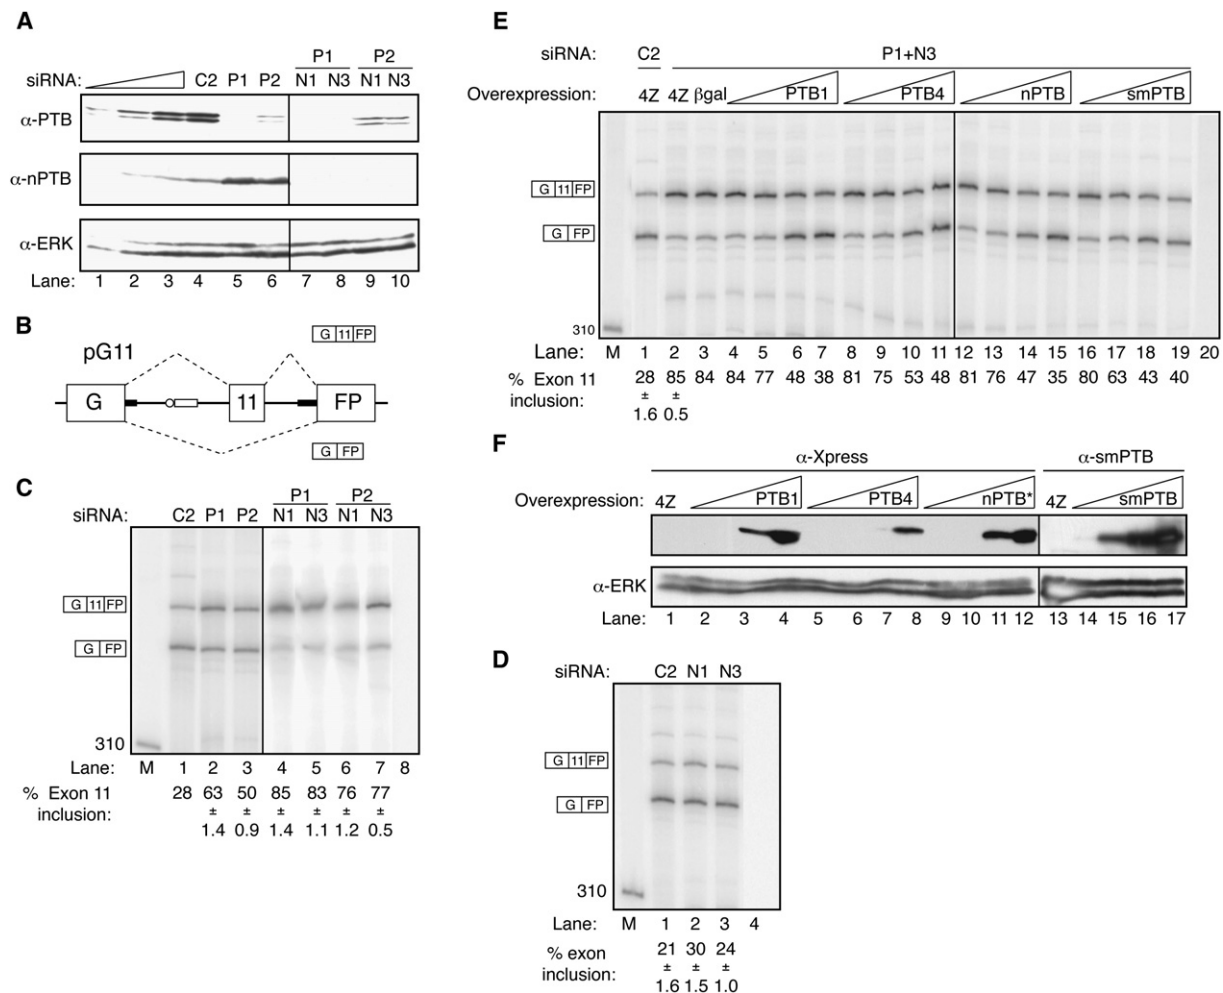 A
P1 P2
siRNA: C2 P1 P2 N1 N3 N1 N3
α-PTB
α-nPTB
α-ERK
Lane: 1 2 3 4 5 6 7 8 9 10
B
G 11 FP
pG11
G 11 FP
G FP
C
P1 P2
siRNA: C2 P1 P2 N1 N3 N1 N3
G 11 FP
G FP
310
Lane: M 1 2 3 4 5 6 7 8
% Exon 11 28 63 50 85 83 76 77
inclusion: ± ± ± ± ± ±
1.4 0.9 1.4 1.1 1.2 0.5
E
siRNA: C2 P1+N3
Overexpression: 4Z 4Z βgal PTB1 PTB4 nPTB smPTB
G 11 FP
G FP
310
Lane: M 1 2 3 4 5 6 7 8 9 10 11 12 13 14 15 16 17 18 19 20
% Exon 11 28 85 84 84 77 48 38 81 75 53 48 81 76 47 35 80 63 43 40
inclusion: ± ±
1.6 0.5
F
α-Xpress α-smPTB
Overexpression: 4Z PTB1 PTB4 nPTB* 4Z smPTB
α-ERK
Lane: 1 2 3 4 5 6 7 8 9 10 11 12 13 14 15 16 17
D
siRNA: C2 N1 N3
G 11 FP
G FP
310
Lane: M 1 2 3 4
% exon 21 30 24
inclusion: ± ± ±
1.6 1.5 1.0